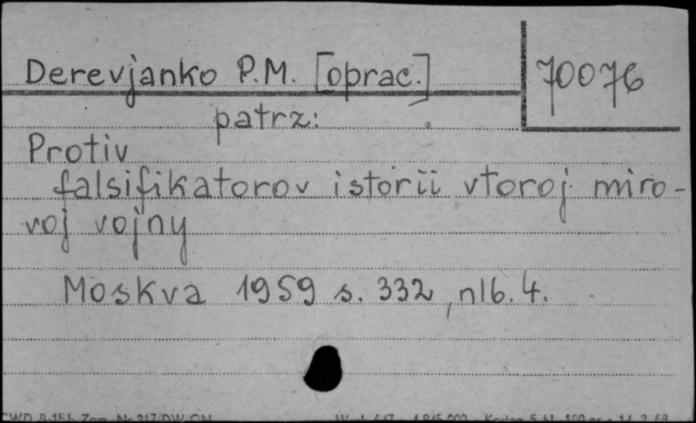 Derevjanko P.M. [oprac.]
70076
patrz:
Protiv
falsifikatorov istorii vtoroj miro-
voj vojny
Moskva 1959 s. 332, nlb. 4.